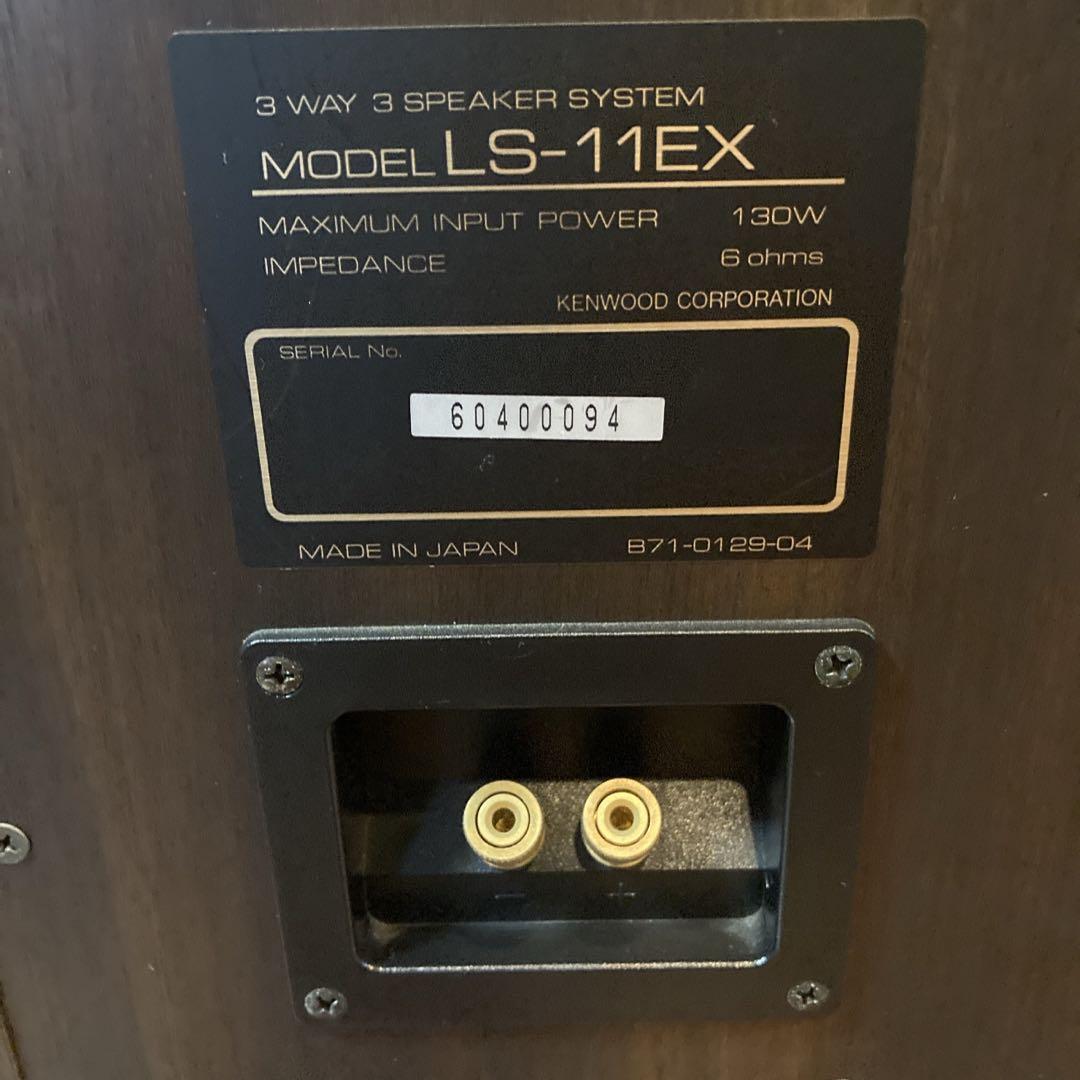 3 WAY 3 SPEAKER SYSTEM
MODEL LS-11EX
MAXIMUM INPUT POWER 130W
IMPEDANCE 6 ohms
KENWOOD CORPORATION
SERIAL No.
60400094
MADE IN JAPAN B71-0129-04
− +